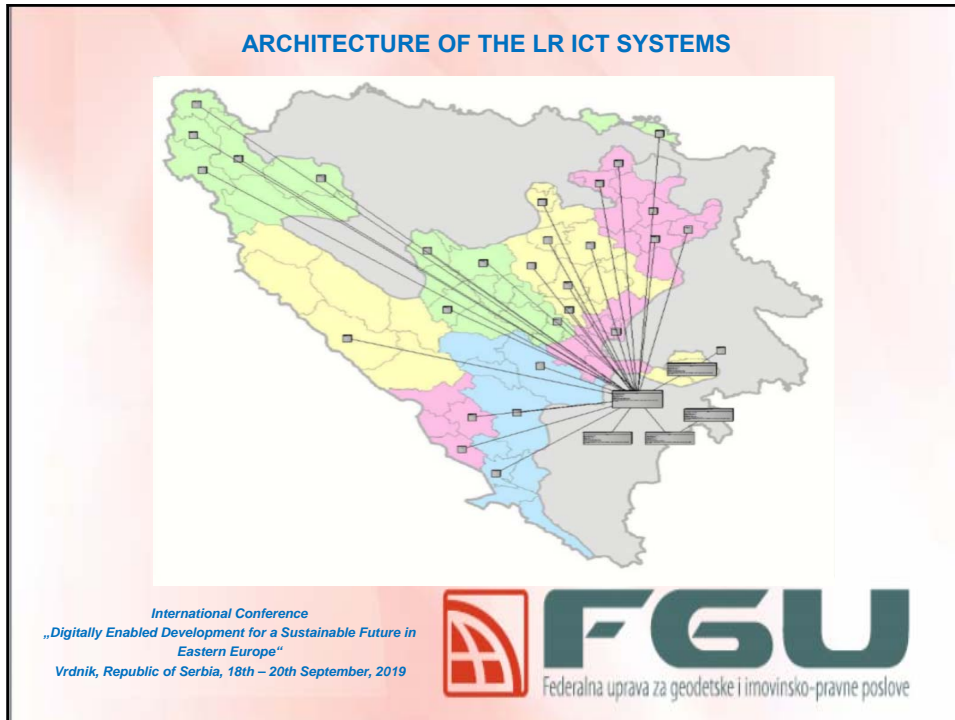 ARCHITECTURE OF THE LR ICT SYSTEMS
International Conference
„Digitally Enabled Development for a Sustainable Future in
Eastern Europe“
Vrdnik, Republic of Serbia, 18th – 20th September, 2019
FGU
Federalna uprava za geodetske i imovinsko-pravne poslove